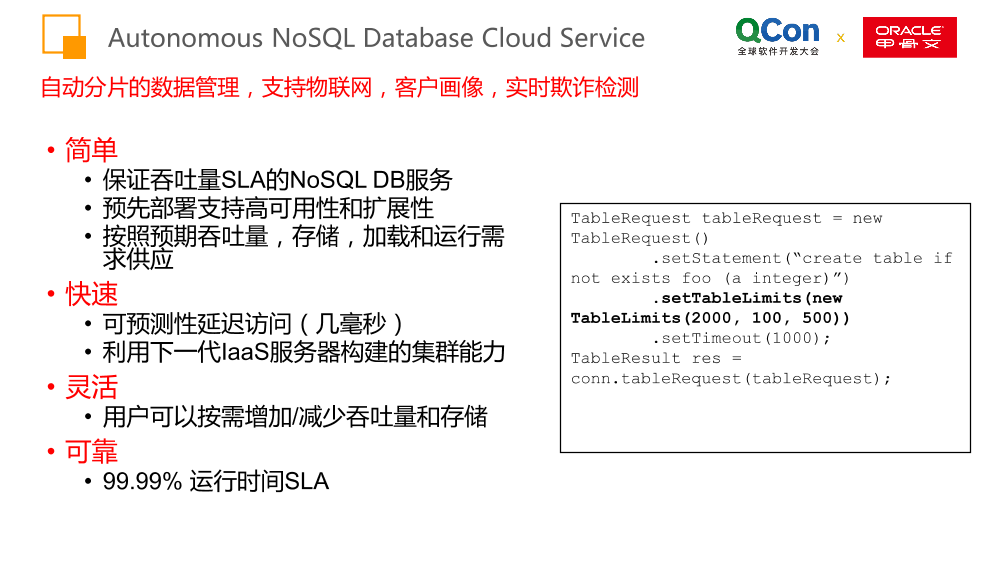 Autonomous NoSQL Database Cloud Service
QCon
全球软件开发大会
x
ORACLE
甲骨文
自动分片的数据管理，支持物联网，客户画像，实时欺诈检测
• 简单
• 保证吞吐量SLA的NoSQL DB服务
• 预先部署支持高可用性和扩展性
• 按照预期吞吐量，存储，加载和运行需
求供应
• 快速
• 可预测性延迟访问（几毫秒）
• 利用下一代IaaS服务器构建的集群能力
• 灵活
• 用户可以按需增加/减少吞吐量和存储
• 可靠
• 99.99% 运行时间SLA
TableRequest tableRequest = new
TableRequest()
.setStatement(“create table if
not exists foo (a integer)”)
.setTableLimits(new
TableLimits(2000, 100, 500))
.setTimeout(1000);
TableResult res =
conn.tableRequest(tableRequest);